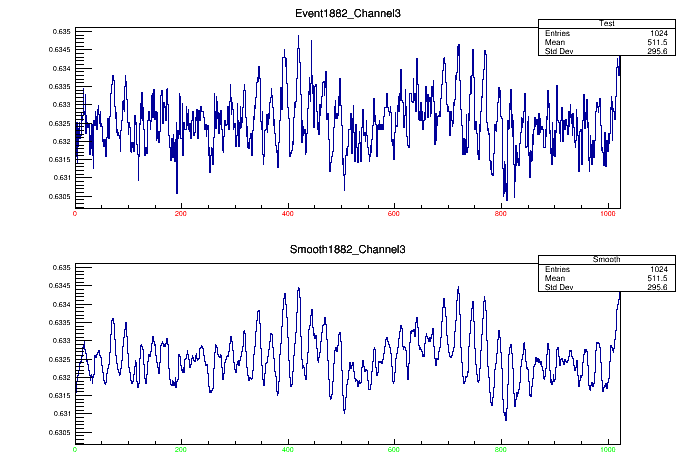 Event1882_Channel3
Test
Entries 1024
Mean 511.5
Std Dev 295.6
0.635
0.6345
0.634
0.6335
0.633
0.6325
0.632
0.6315
0.631
0.6305
0 200 400 600 800 1000
Smooth1882_Channel3
Smooth
Entries 1024
Mean 511.5
Std Dev 295.6
0.635
0.6345
0.634
0.6335
0.633
0.6325
0.632
0.6315
0.631
0.6305
0 200 400 600 800 1000